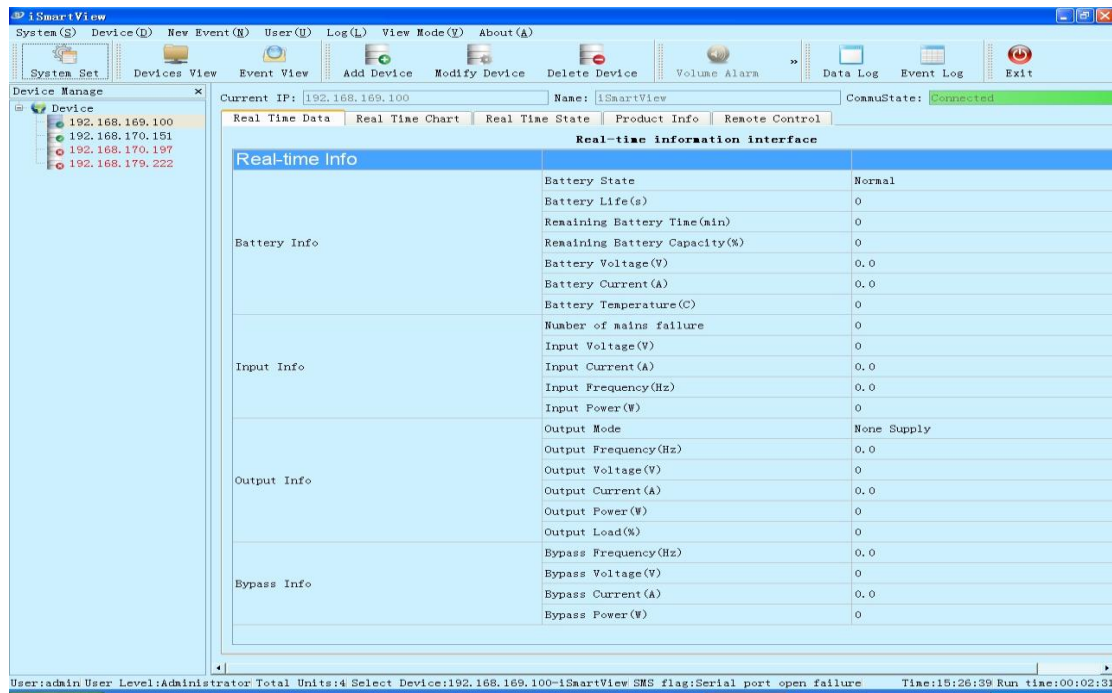 iSmartView
System(S) Device(D) New Event(N) User(U) Log(L) View Mode(V) About(A)
System Set Devices View Event View Add Device Modify Device Delete Device Volume Alarm » Data Log Event Log Exit
Device Manage ×
Device
192.168.169.100
192.168.170.151
192.168.170.197
192.168.179.222
Current IP: 192.168.169.100 Name: iSmartView CommuState: Connected
Real Time Data Real Time Chart Real Time State Product Info Remote Control
Real-time information interface
Real-time Info
Battery Info
Battery State Normal
Battery Life(s) 0
Remaining Battery Time(min) 0
Remaining Battery Capacity(%) 0
Battery Voltage(V) 0.0
Battery Current(A) 0.0
Battery Temperature(C) 0
Input Info
Number of mains failure 0
Input Voltage(V) 0
Input Current(A) 0.0
Input Frequency(Hz) 0.0
Input Power(W) 0
Output Info
Output Mode None Supply
Output Frequency(Hz) 0.0
Output Voltage(V) 0
Output Current(A) 0.0
Output Power(W) 0
Output Load(%) 0
Bypass Info
Bypass Frequency(Hz) 0.0
Bypass Voltage(V) 0
Bypass Current(A) 0.0
Bypass Power(W) 0
User:admin User Level:Administrator Total Units:4 Select Device:192.168.169.100-iSmartView SMS flag:Serial port open failure Time:15:26:39 Run time:00:02:31